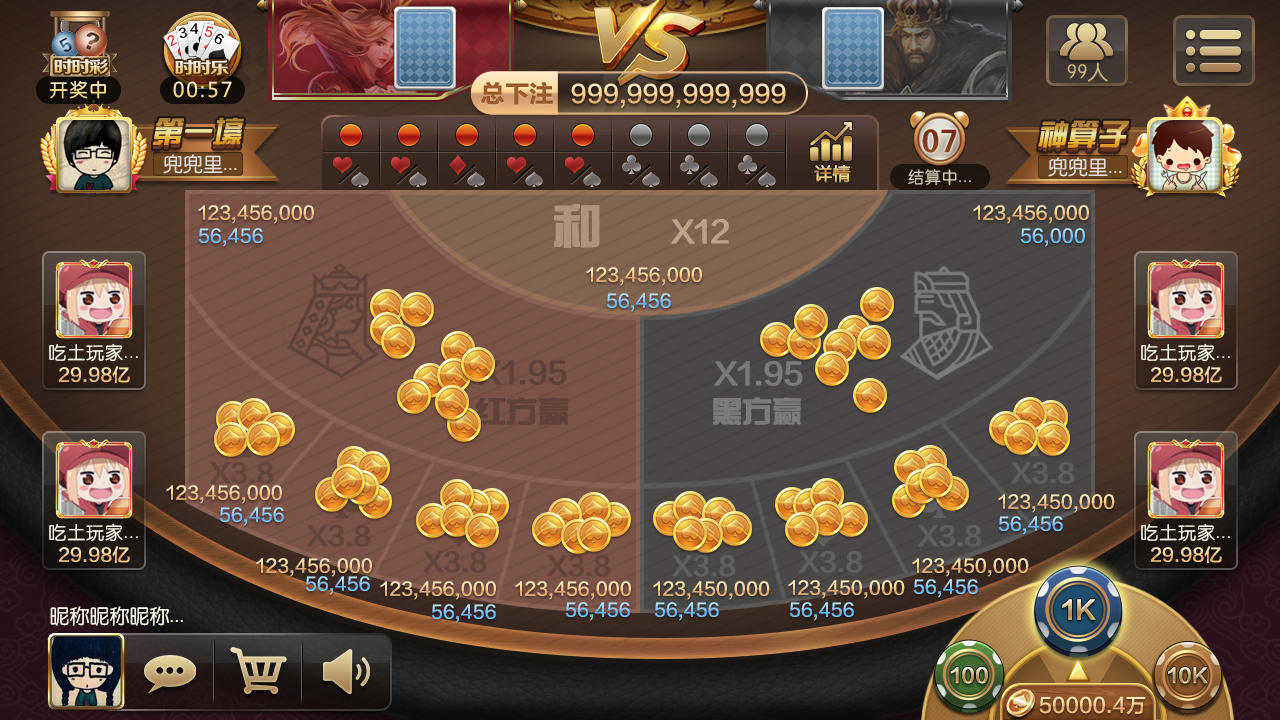 5 ?
时时彩
开奖中
2 3 4 5 6
时时乐
00:57
VS
总下注 999,999,999,999
99人
第一壕
兜兜里...
详情
07
结算中...
神算子
兜兜里...
123,456,000
56,456
和 X12
123,456,000
56,456
123,456,000
56,000
吃土玩家...
29.98亿
吃土玩家...
29.98亿
X1.95
红方赢
X1.95
黑方赢
X3.8
123,456,000
56,456
X3.8
123,456,000
56,456
X3.8
123,456,000
56,456
X3.8
123,456,000
56,456
X3.8
123,450,000
56,456
X3.8
123,450,000
56,456
X3.8
123,450,000
56,456
X3.8
123,450,000
56,456
吃土玩家...
29.98亿
吃土玩家...
29.98亿
昵称昵称昵称...
1K
100
10K
50000.4万